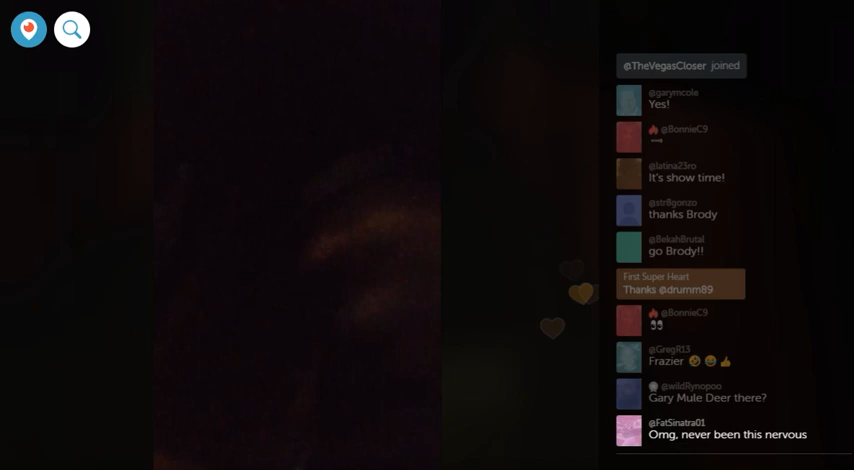 @TheVegasCloser joined
@garymcole
Yes!
@BonnieC9
@latina23ro
It's show time!
@str8gonzo
thanks Brody
@BekahBrutal
go Brody!!
First Super Heart
Thanks @drumm89
@BonnieC9
👀
@GregR13
Frazier 🤣 😂 👍
@wildRynopoo
Gary Mule Deer there?
@FatSinatra01
Omg, never been this nervous